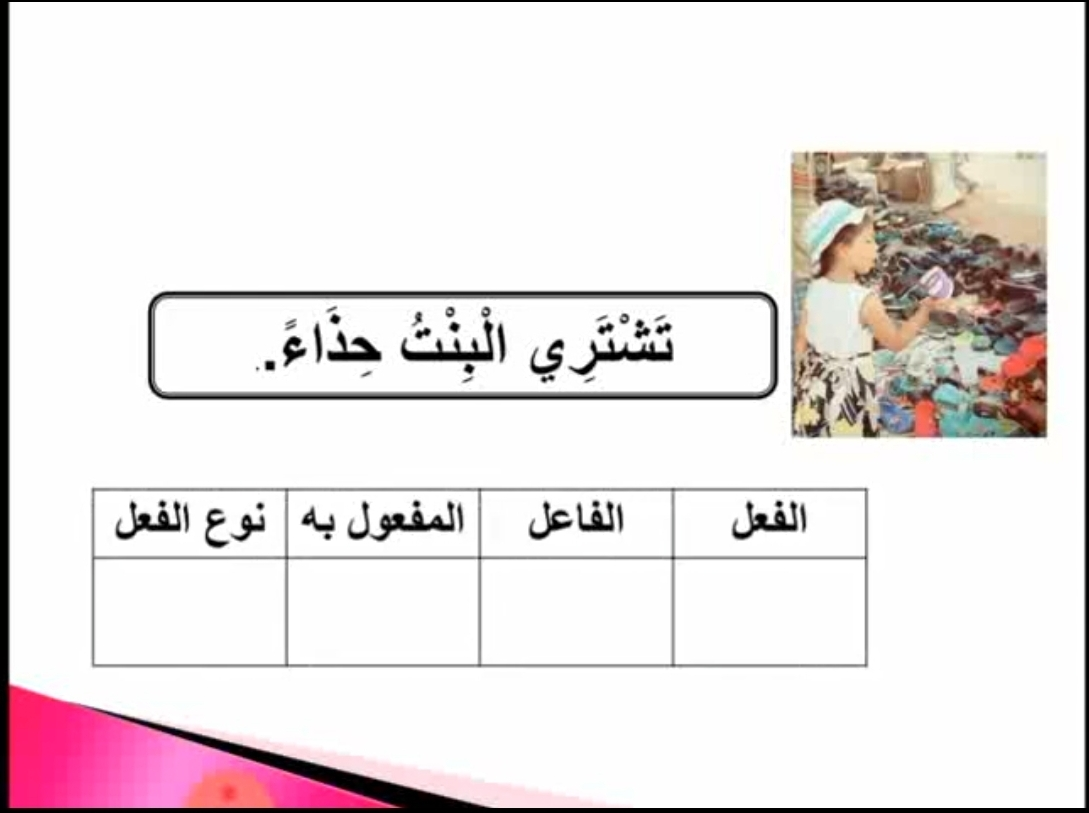 تَشْتَرِي الْبِنْتُ حِذَاءً.
الفعل الفاعل المفعول به نوع الفعل